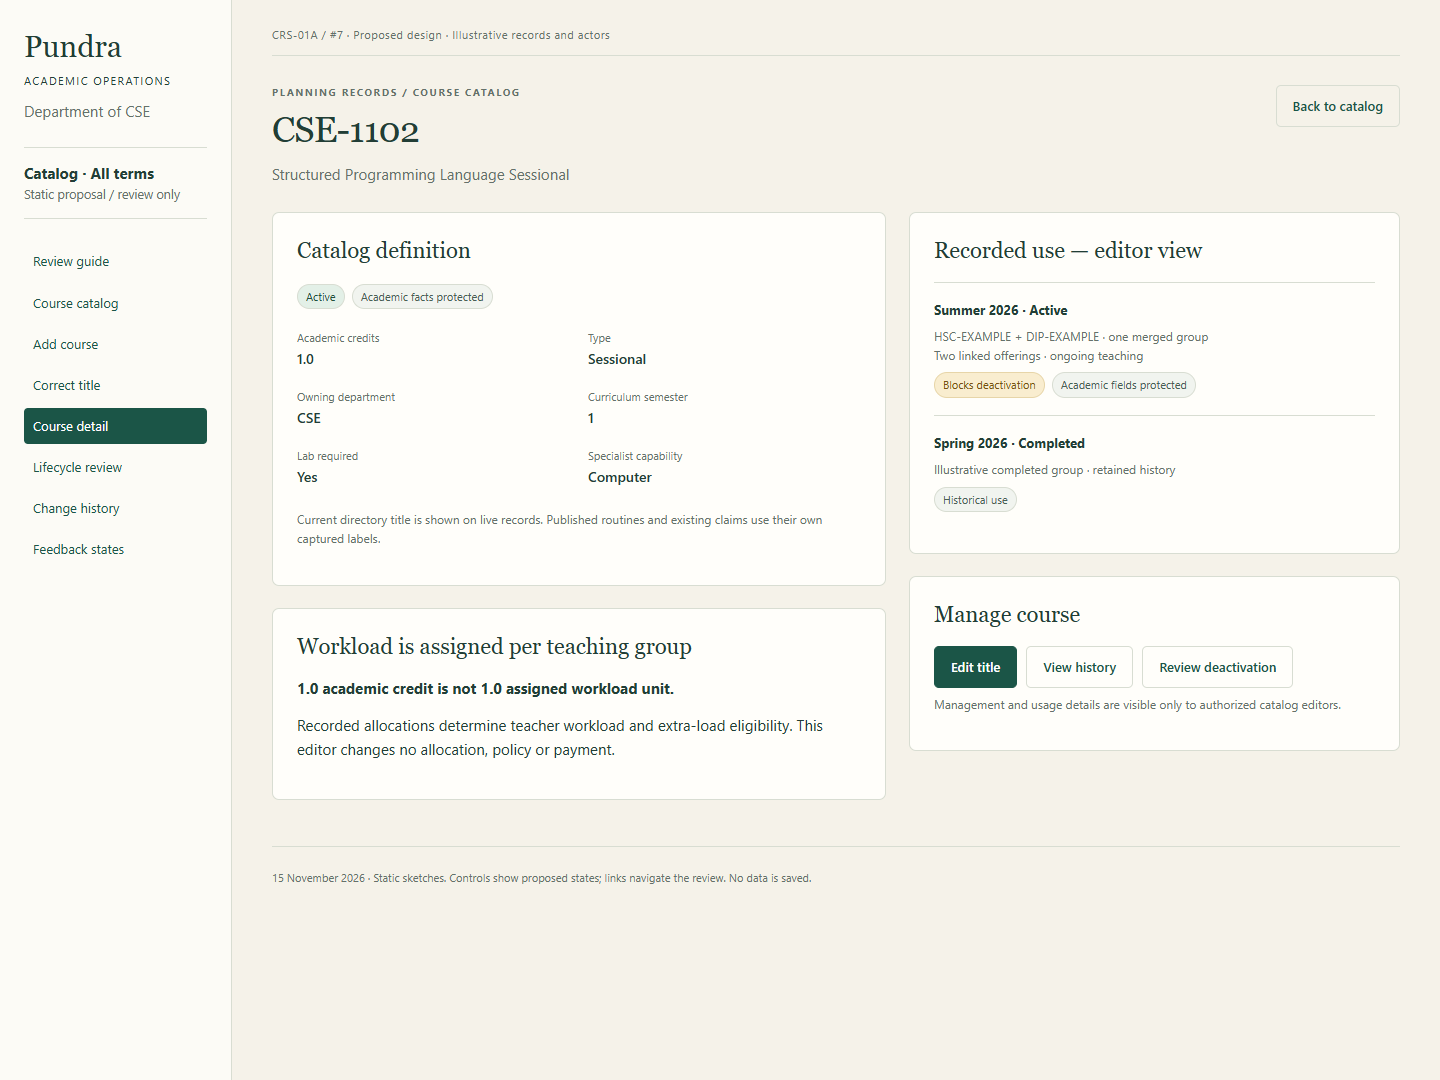 Pundra
ACADEMIC OPERATIONS
Department of CSE
Catalog · All terms
Static proposal / review only
Review guide
Course catalog
Add course
Correct title
Course detail
Lifecycle review
Change history
Feedback states
CRS-01A / #7 · Proposed design · Illustrative records and actors
PLANNING RECORDS / COURSE CATALOG
CSE-1102
Structured Programming Language Sessional
Back to catalog
Catalog definition
Active
Academic facts protected
Academic credits
1.0
Type
Sessional
Owning department
CSE
Curriculum semester
1
Lab required
Yes
Specialist capability
Computer
Current directory title is shown on live records. Published routines and existing claims use their own
captured labels.
Workload is assigned per teaching group
1.0 academic credit is not 1.0 assigned workload unit.
Recorded allocations determine teacher workload and extra-load eligibility. This
editor changes no allocation, policy or payment.
Recorded use — editor view
Summer 2026 · Active
HSC-EXAMPLE + DIP-EXAMPLE · one merged group
Two linked offerings · ongoing teaching
Blocks deactivation
Academic fields protected
Spring 2026 · Completed
Illustrative completed group · retained history
Historical use
Manage course
Edit title
View history
Review deactivation
Management and usage details are visible only to authorized catalog editors.
15 November 2026 · Static sketches. Controls show proposed states; links navigate the review. No data is saved.